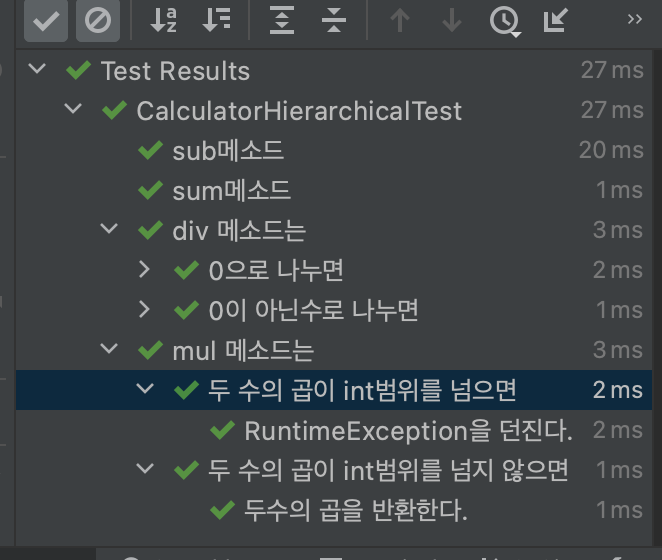 Test Results 27 ms
CalculatorHierarchicalTest 27 ms
sub메소드 20 ms
sum메소드 1 ms
div 메소드는 3 ms
0으로 나누면 2 ms
0이 아닌수로 나누면 1 ms
mul 메소드는 3 ms
두 수의 곱이 int범위를 넘으면 2 ms
RuntimeException을 던진다. 2 ms
두 수의 곱이 int범위를 넘지 않으면 1 ms
두수의 곱을 반환한다. 1 ms